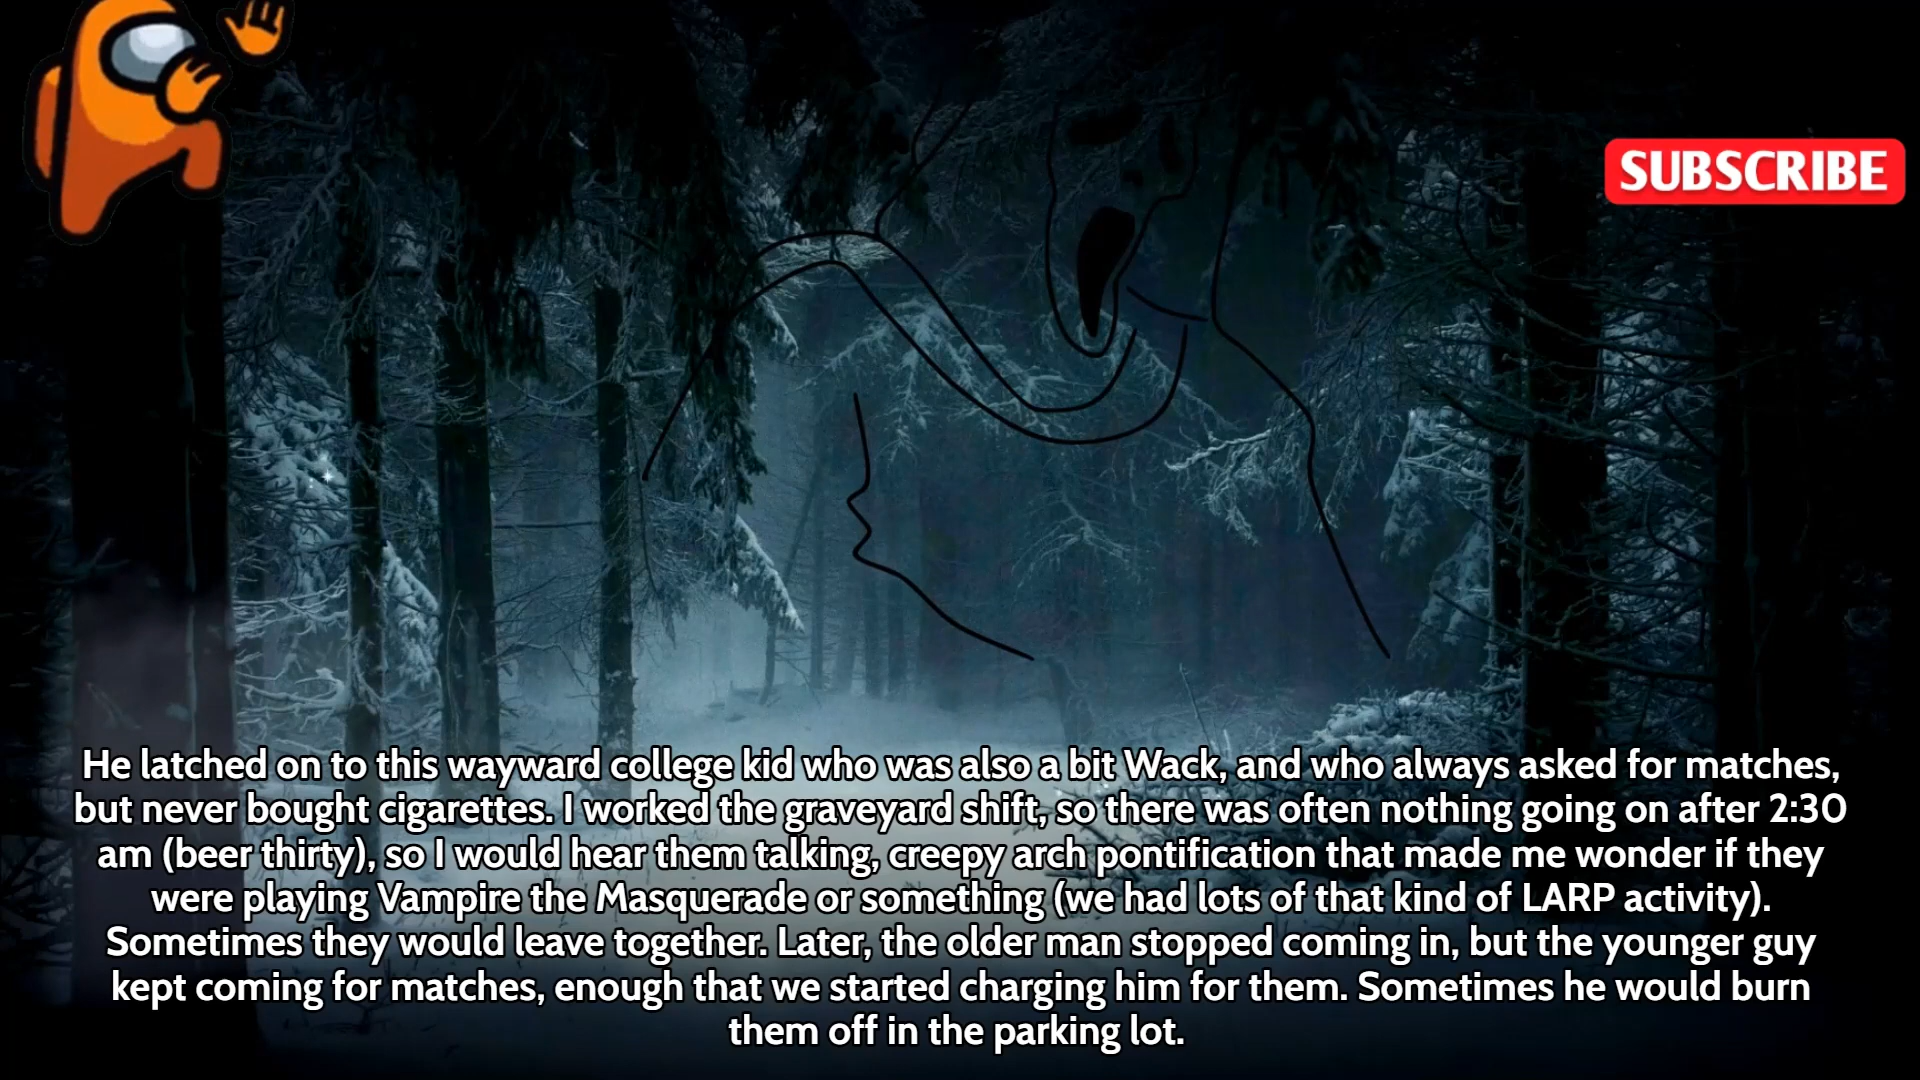 SUBSCRIBE
He latched on to this wayward college kid who was also a bit Wack, and who always asked for matches,
but never bought cigarettes. I worked the graveyard shift, so there was often nothing going on after 2:30
am (beer thirty), so I would hear them talking, creepy arch pontification that made me wonder if they
were playing Vampire the Masquerade or something (we had lots of that kind of LARP activity).
Sometimes they would leave together. Later, the older man stopped coming in, but the younger guy
kept coming for matches, enough that we started charging him for them. Sometimes he would burn
them off in the parking lot.